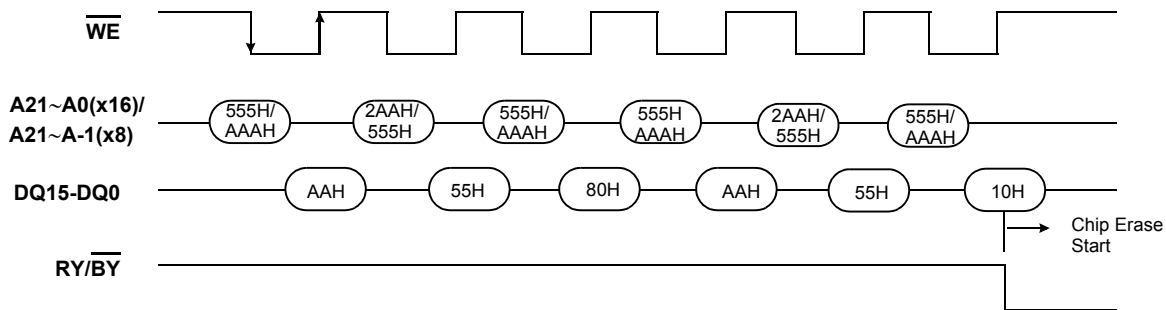 WE
A21~A0(x16)/
A21~A-1(x8)
555H/
AAAH
2AAH/
555H
555H/
AAAH
555H
AAAH
2AAH/
555H
555H/
AAAH
DQ15-DQ0
AAH
55H
80H
AAH
55H
10H
Chip Erase
Start
RY/BY